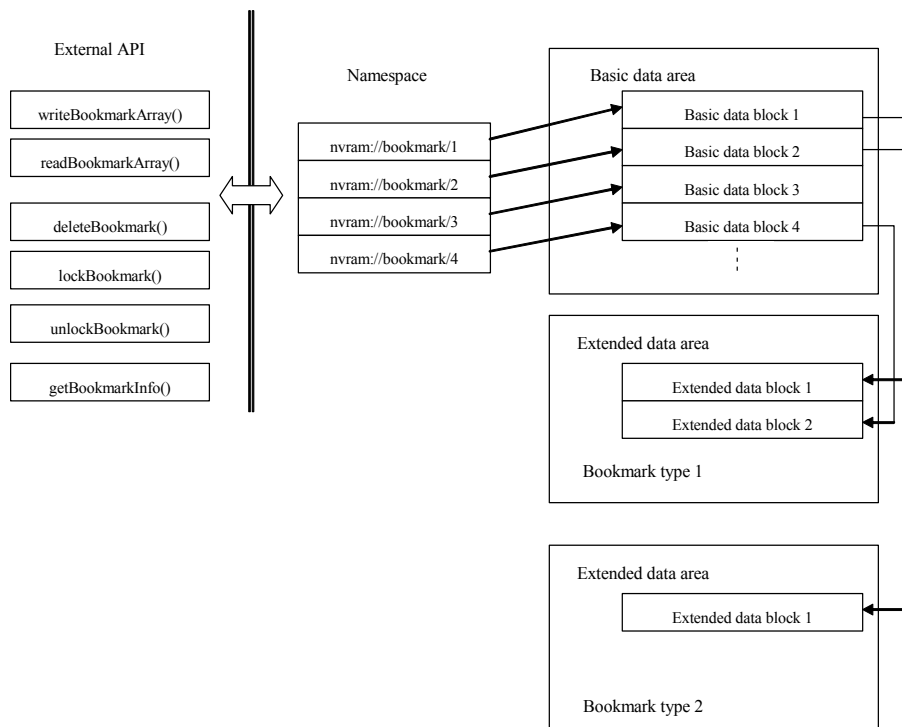 External API
writeBookmarkArray()
readBookmarkArray()
deleteBookmark()
lockBookmark()
unlockBookmark()
getBookmarkInfo()
Namespace
nvram://bookmark/1
nvram://bookmark/2
nvram://bookmark/3
nvram://bookmark/4
Basic data area
Basic data block 1
Basic data block 2
Basic data block 3
Basic data block 4
Extended data area
Extended data block 1
Extended data block 2
Bookmark type 1
Extended data area
Extended data block 1
Bookmark type 2